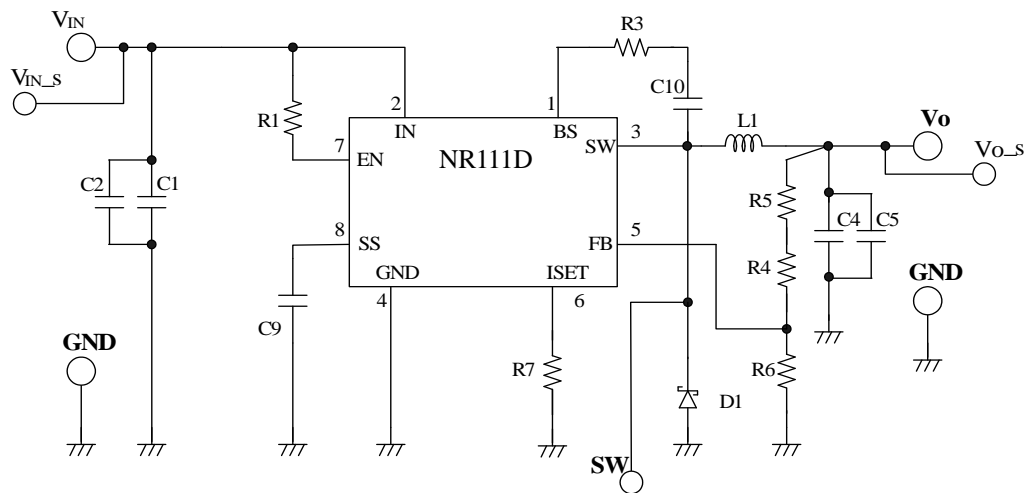 VIN
R3
VIN_S
C10
2
1
L1
Vo
R1
IN
BS
3
7
SW
NR111D
EN
VO_S
C2
C1
R5
C4
C5
8
5
SS
FB
R4
GND
ISET
GND
4
6
C9
GND
R7
R6
D1
SW